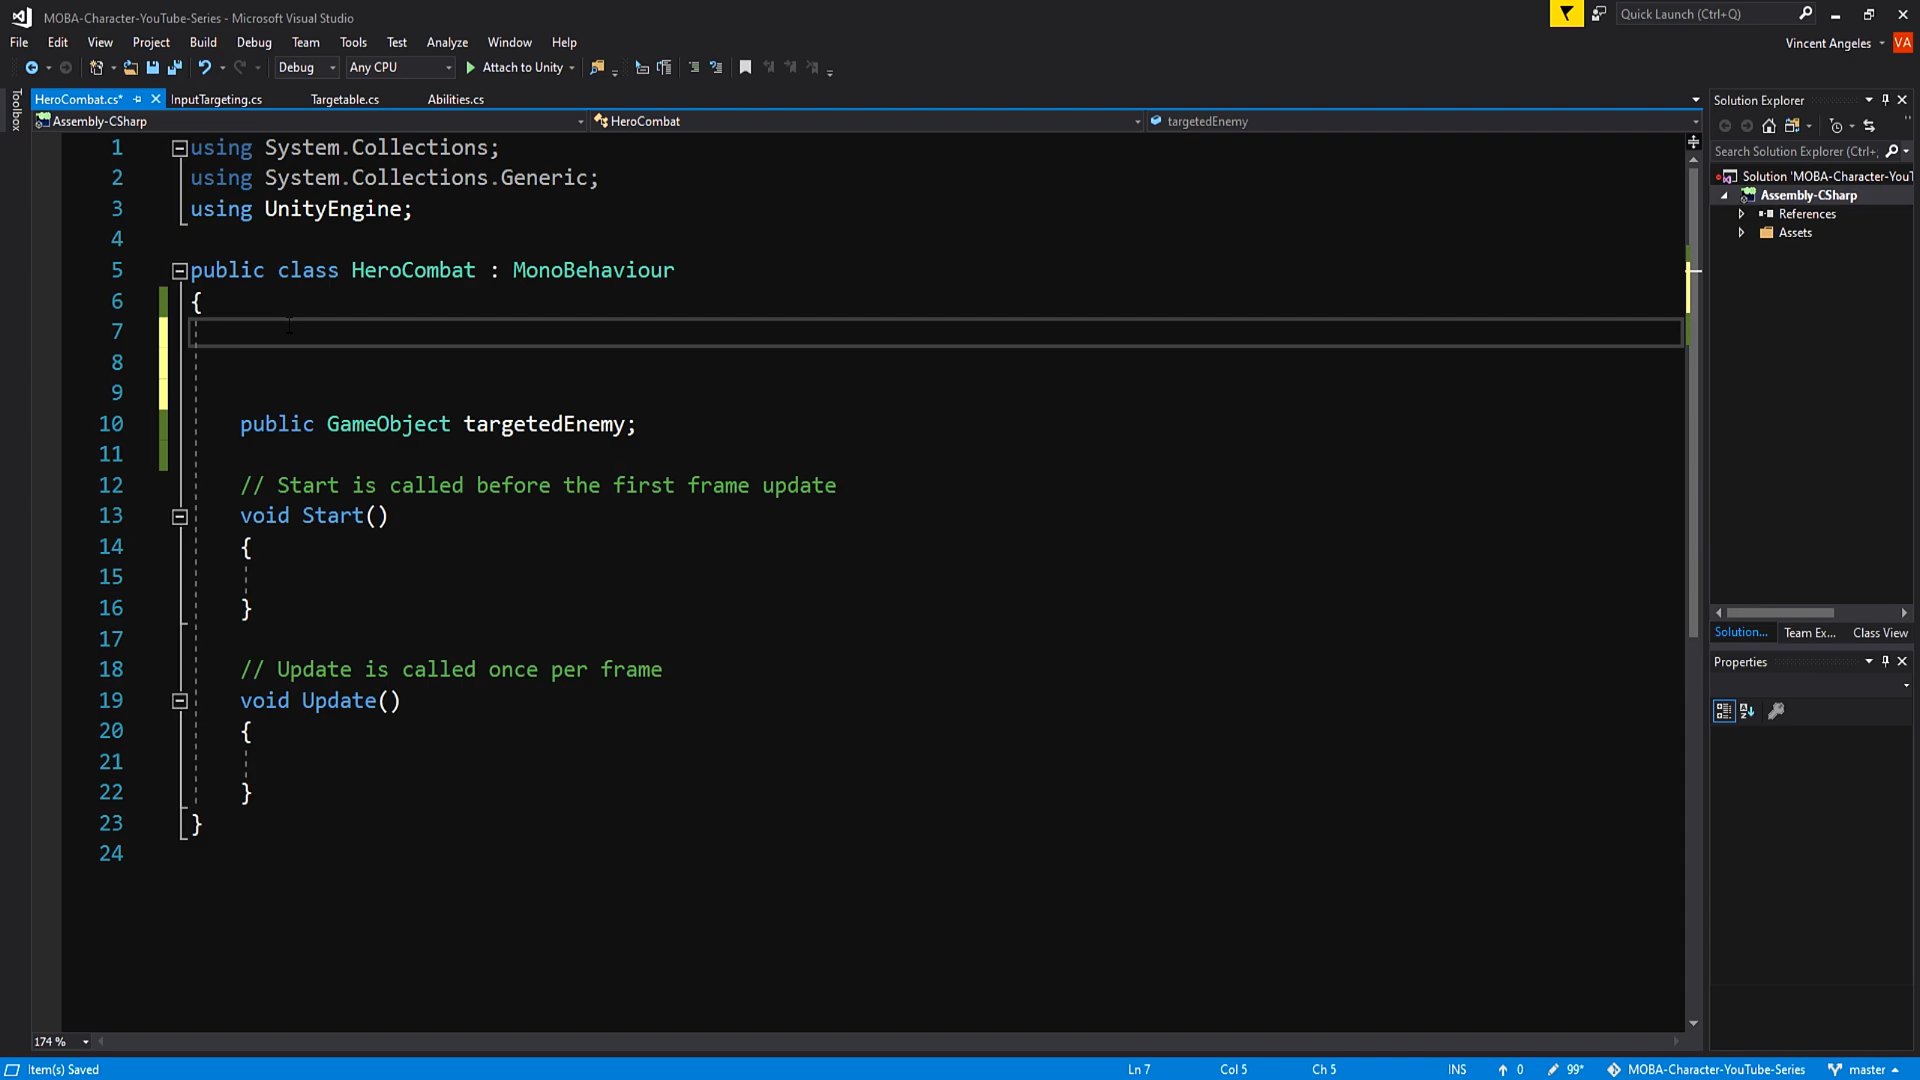 MOBA-Character-YouTube-Series - Microsoft Visual Studio
Quick Launch (Ctrl+Q)
File Edit View Project Build Debug Team Tools Test Analyze Window Help
Vincent Angeles VA
Debug Any CPU Attach to Unity
Toolbox
HeroCombat.cs* InputTargeting.cs Targetable.cs Abilities.cs
Assembly-CSharp HeroCombat targetedEnemy
1 using System.Collections;
2 using System.Collections.Generic;
3 using UnityEngine;
4
5 public class HeroCombat : MonoBehaviour
6 {
7
8
9
10 public GameObject targetedEnemy;
11
12 // Start is called before the first frame update
13 void Start()
14 {
15
16 }
17
18 // Update is called once per frame
19 void Update()
20 {
21
22 }
23 }
24
Solution Explorer
Search Solution Explorer (Ctrl+;
Solution 'MOBA-Character-YouT
Assembly-CSharp
References
Assets
Solution... Team Ex... Class View
Properties
174 %
Item(s) Saved Ln 7 Col 5 Ch 5 INS 0 99* MOBA-Character-YouTube-Series master